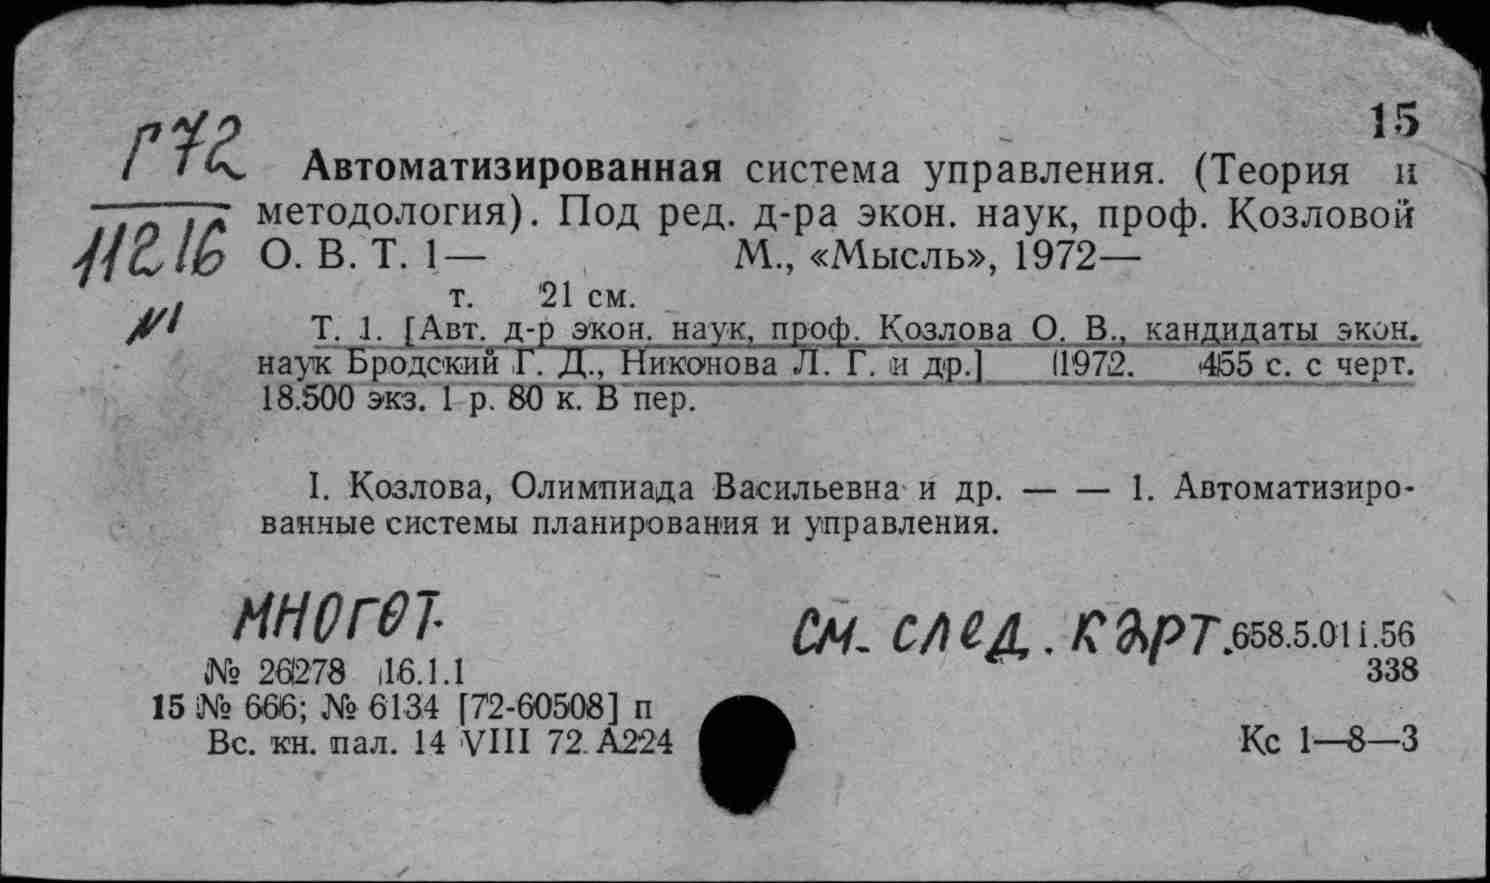 15
Г72
Автоматизированная система управления. (Теория и
методология). Под ред. д-ра экон. наук, проф. Козловой
11216
О. В. Т. 1— М., «Мысль», 1972—
т. 21 см.
№1
Т. 1. [Авт. д-р экон. наук, проф. Козлова О. В., кандидаты экон.
наук Бродский Г. Д., Никонова Л. Г. и др.] 1972. 455 с. с черт.
18.500 экз. 1 р. 80 к. В пер.
I. Козлова, Олимпиада Васильевна и др. — — 1. Автоматизиро-
ванные системы планирования и управления.
многот.
см. след. карт.
658.5.011.56
№ 26278 16.1.1
338
15 № 666; № 6134 [72-60508] п
Вс. кн. пал. 14 VIII 72. А224
Кс 1—8—3